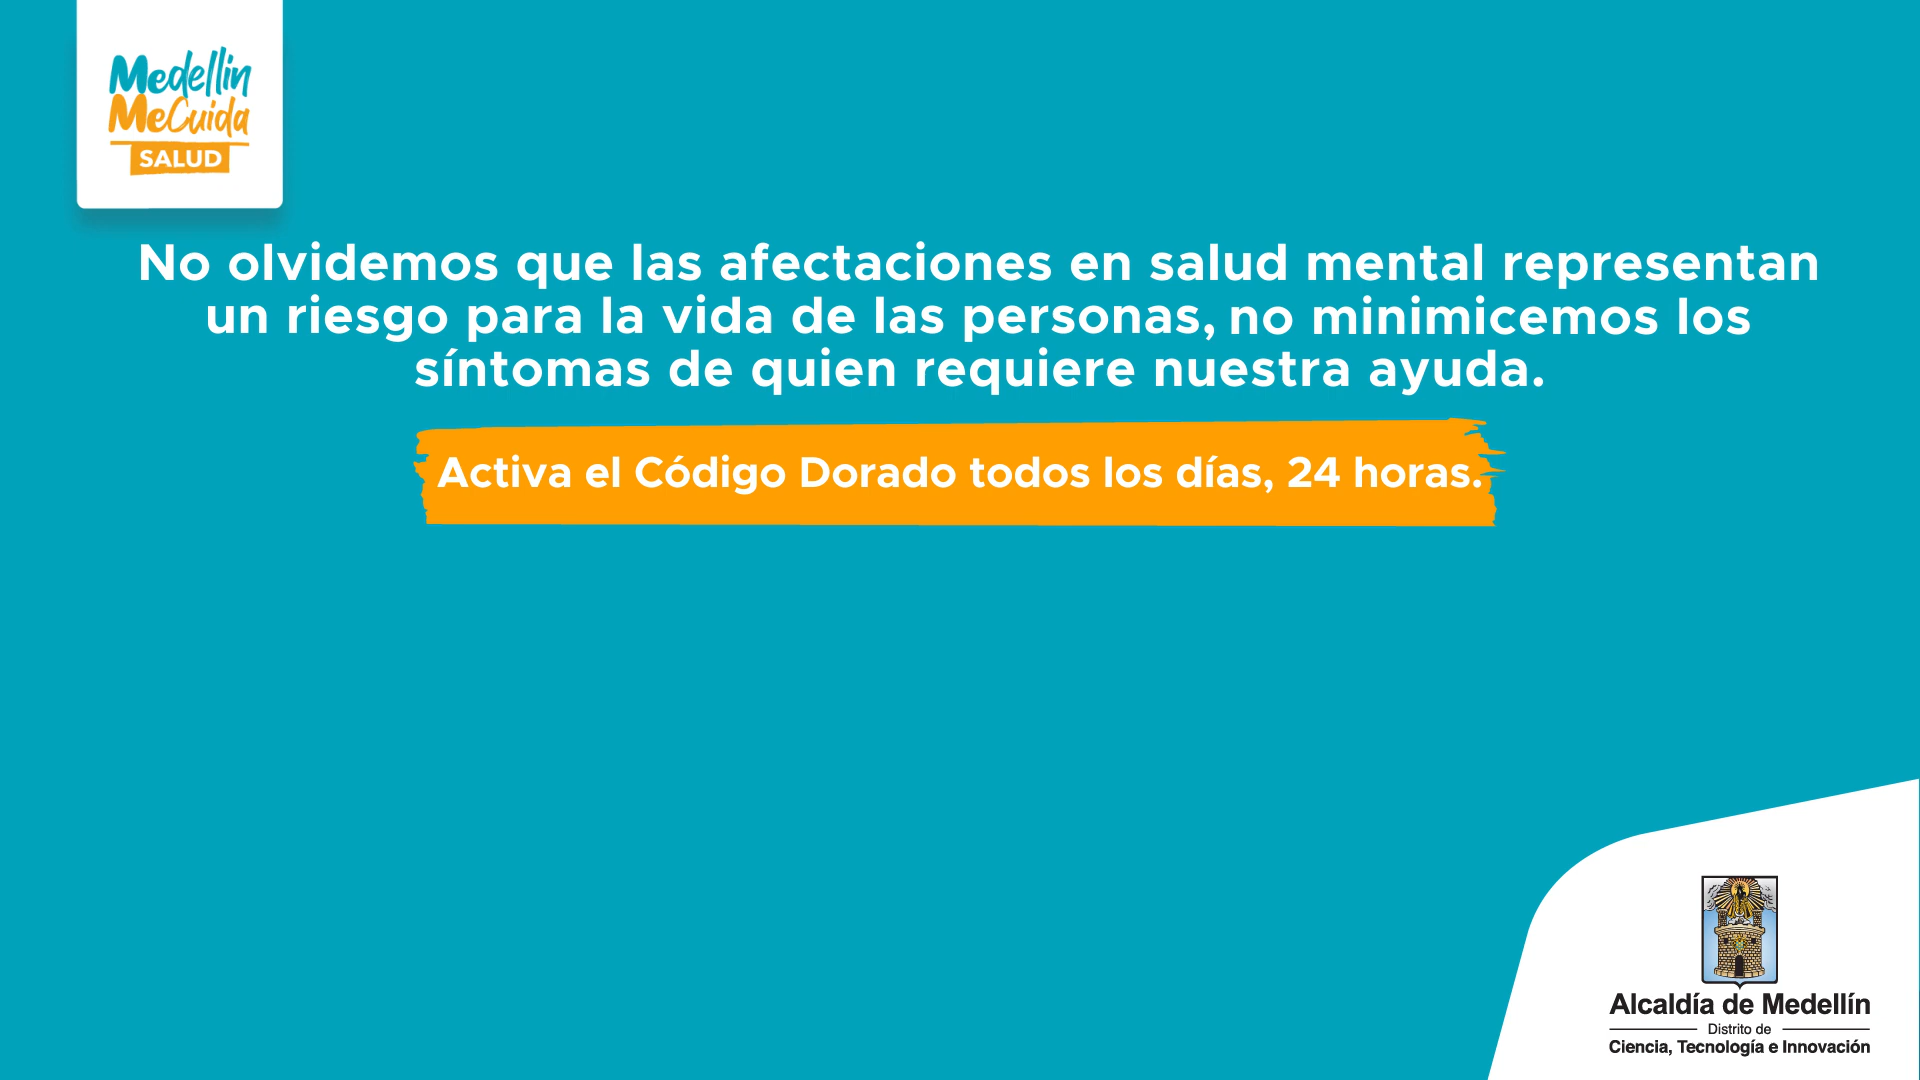 Medellín
MeCuida
SALUD
No olvidemos que las afectaciones en salud mental representan
un riesgo para la vida de las personas, no minimicemos los
síntomas de quien requiere nuestra ayuda.
Activa el Código Dorado todos los días, 24 horas.
Alcaldía de Medellín
Distrito de
Ciencia, Tecnología e Innovación